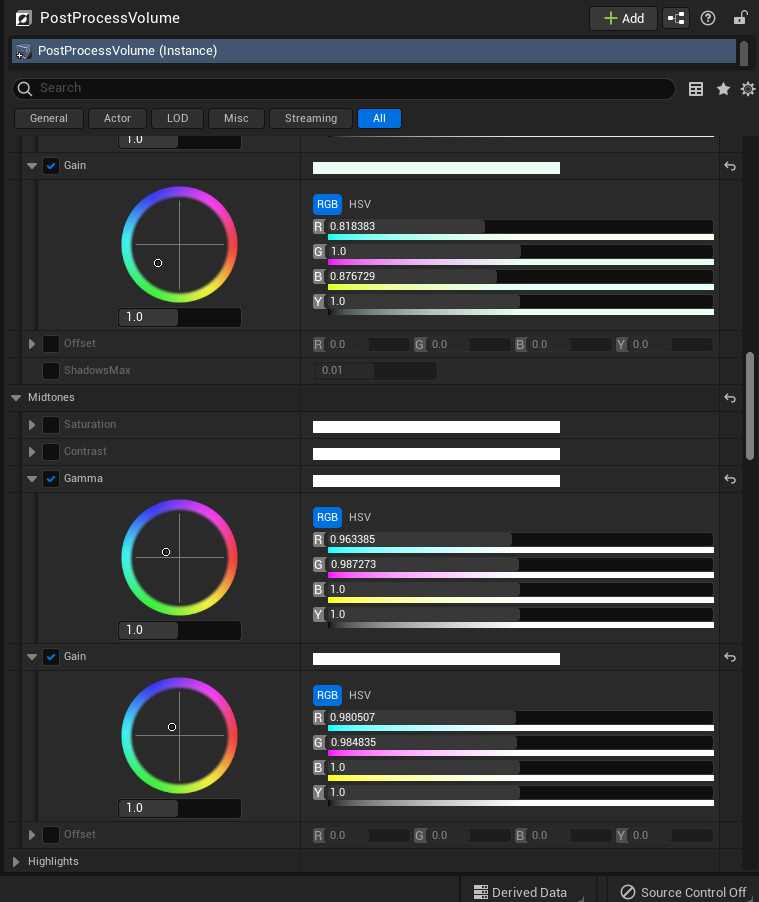 PostProcessVolume
+ Add
PostProcessVolume (Instance)
Search
General Actor LOD Misc Streaming All
1.0
Gain
RGB HSV
R 0.818383
G 1.0
B 0.876729
Y 1.0
1.0
Offset R 0.0 G 0.0 B 0.0 Y 0.0
ShadowsMax 0.01
Midtones
Saturation
Contrast
Gamma
RGB HSV
R 0.963385
G 0.987273
B 1.0
Y 1.0
1.0
Gain
RGB HSV
R 0.980507
G 0.984835
B 1.0
Y 1.0
1.0
Offset R 0.0 G 0.0 B 0.0 Y 0.0
Highlights
Derived Data Source Control Off